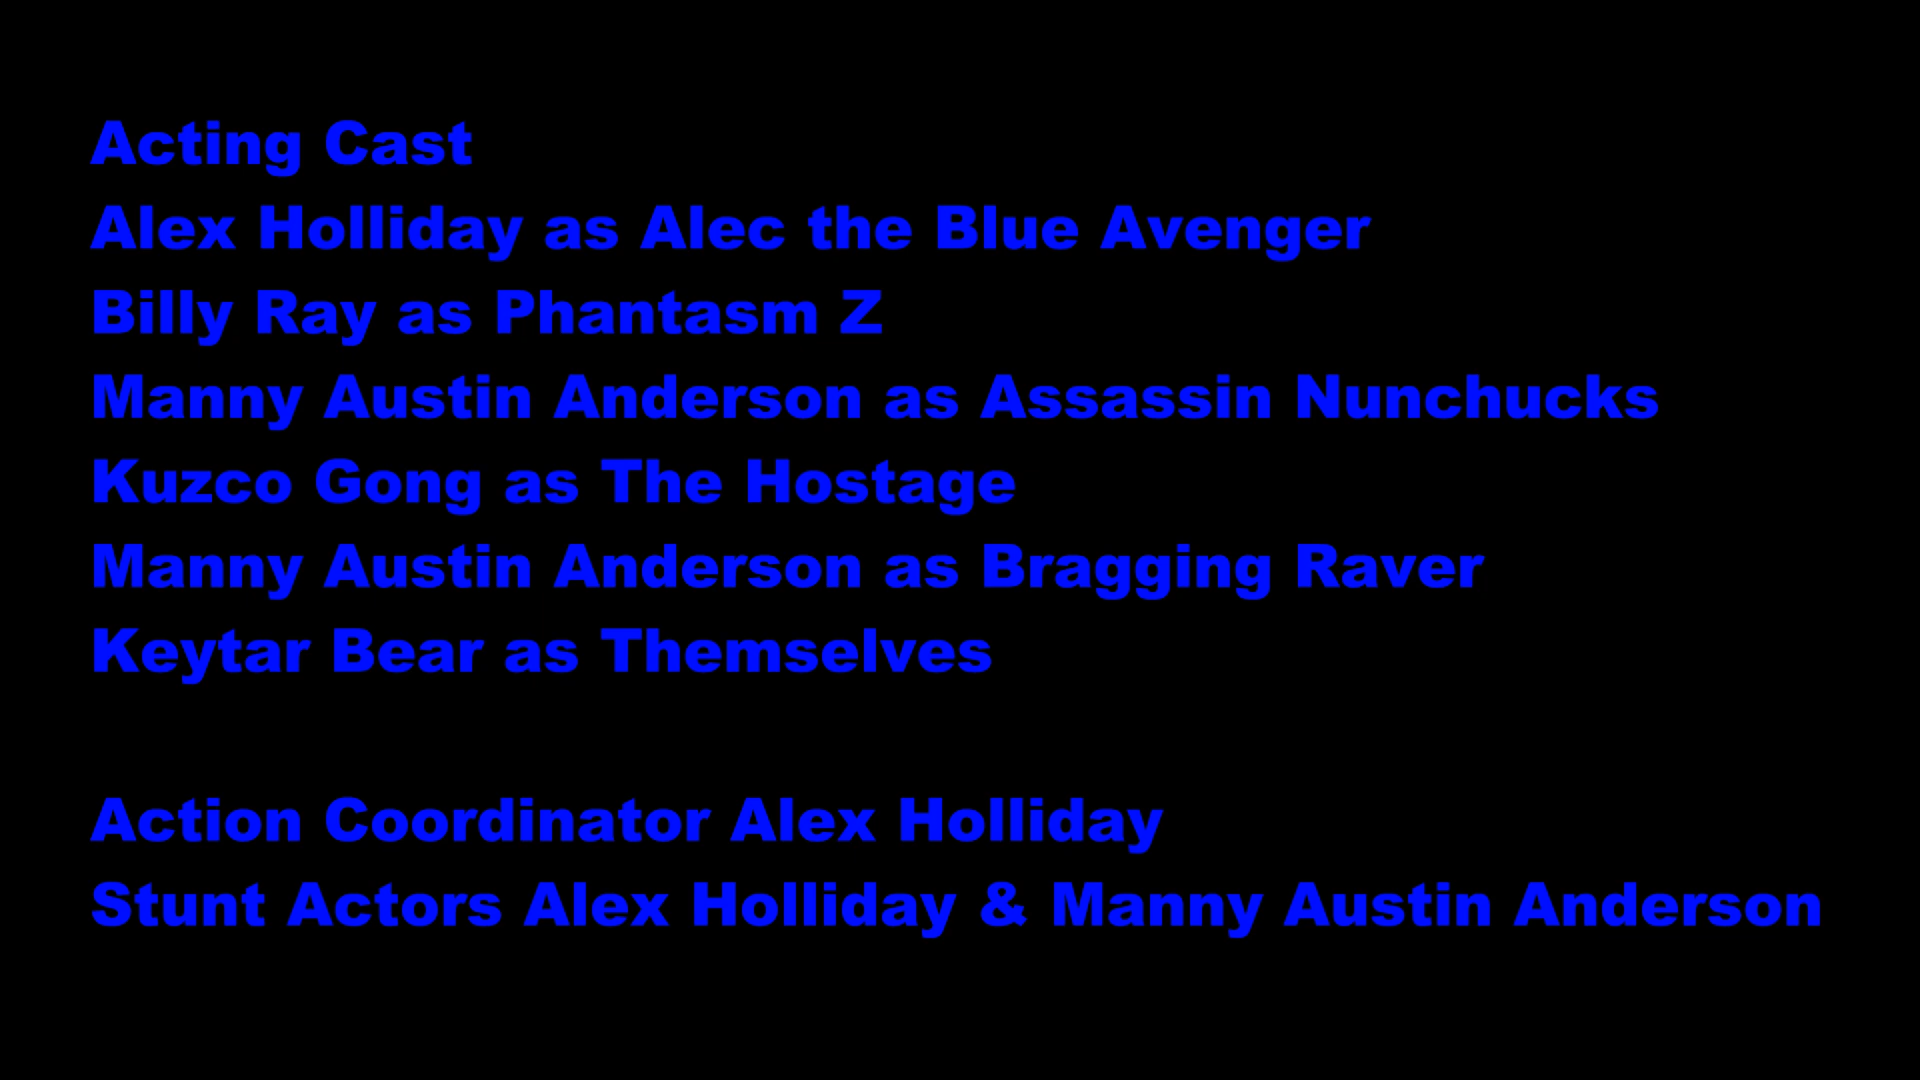 Acting Cast
Alex Holliday as Alec the Blue Avenger
Billy Ray as Phantasm Z
Manny Austin Anderson as Assassin Nunchucks
Kuzco Gong as The Hostage
Manny Austin Anderson as Bragging Raver
Keytar Bear as Themselves
Action Coordinator Alex Holliday
Stunt Actors Alex Holliday & Manny Austin Anderson